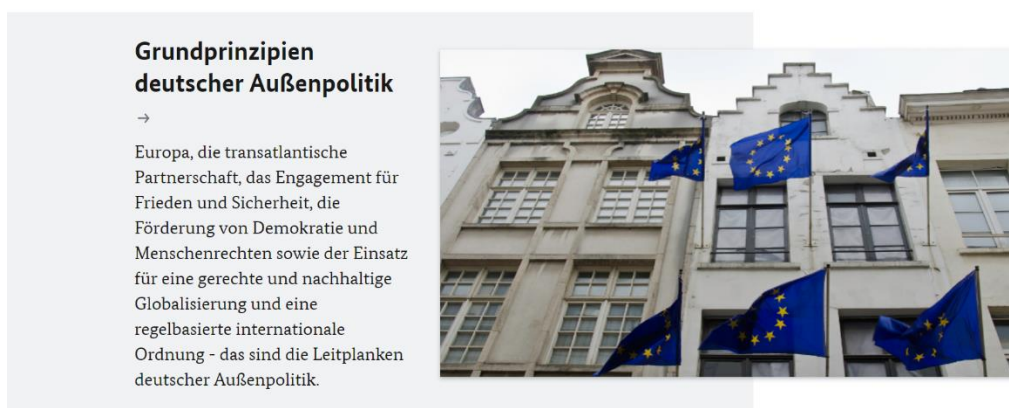 Grundprinzipien
deutscher Außenpolitik
→
Europa, die transatlantische
Partnerschaft, das Engagement für
Frieden und Sicherheit, die
Förderung von Demokratie und
Menschenrechten sowie der Einsatz
für eine gerechte und nachhaltige
Globalisierung und eine
regelbasierte internationale
Ordnung - das sind die Leitplanken
deutscher Außenpolitik.